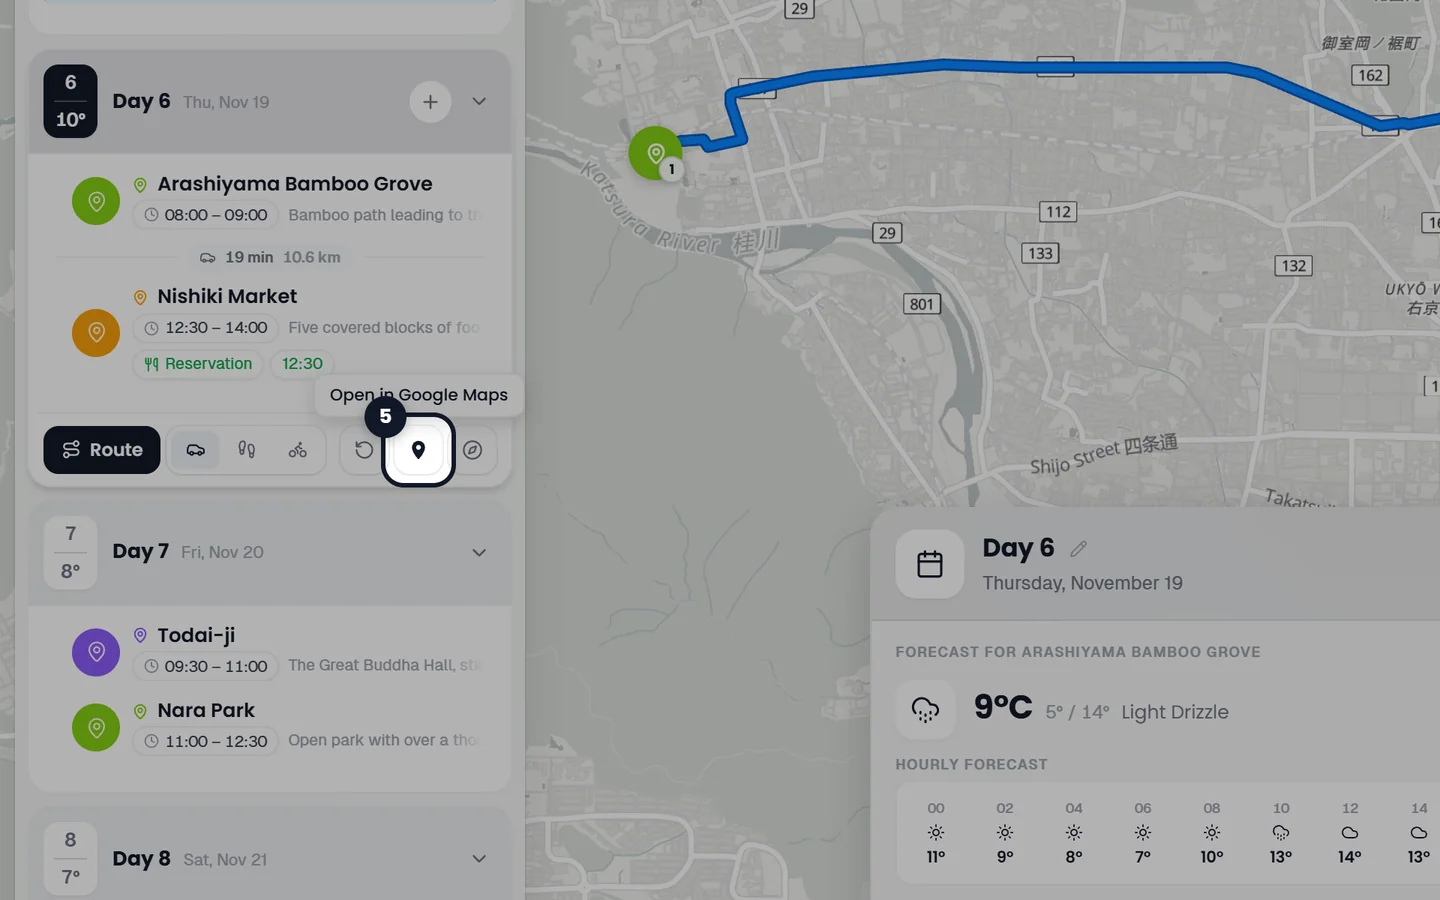 6
10°
Day 6 Thu, Nov 19
Arashiyama Bamboo Grove
08:00 – 09:00 Bamboo path leading to
19 min 10.6 km
Nishiki Market
12:30 – 14:00 Five covered blocks of
Reservation 12:30
Open in Google Maps
5
Route
7
8°
Day 7 Fri, Nov 20
Todai-ji
09:30 – 11:00 The Great Buddha Hall,
Nara Park
11:00 – 12:30 Open park with over a
8
7°
Day 8 Sat, Nov 21
29
御室岡ノ裾町
162
1
Katsura River 桂川
112
29
133
132
801
UKYŌ
右京
Shijo Street 四条通
Day 6
Thursday, November 19
FORECAST FOR ARASHIYAMA BAMBOO GROVE
9°C 5° / 14° Light Drizzle
HOURLY FORECAST
00 02 04 06 08 10 12 14
11° 9° 8° 7° 10° 13° 14° 13°